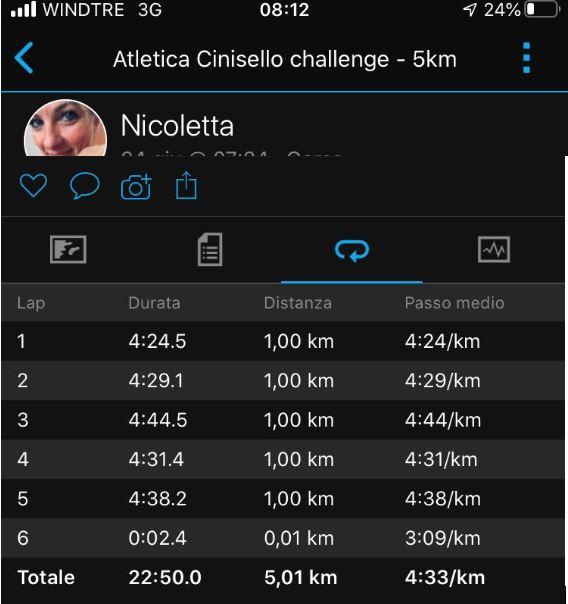 WINDTRE 3G 08:12 24%
Atletica Cinisello challenge - 5km
Nicoletta
Lap Durata Distanza Passo medio
1 4:24.5 1,00 km 4:24/km
2 4:29.1 1,00 km 4:29/km
3 4:44.5 1,00 km 4:44/km
4 4:31.4 1,00 km 4:31/km
5 4:38.2 1,00 km 4:38/km
6 0:02.4 0,01 km 3:09/km
Totale 22:50.0 5,01 km 4:33/km